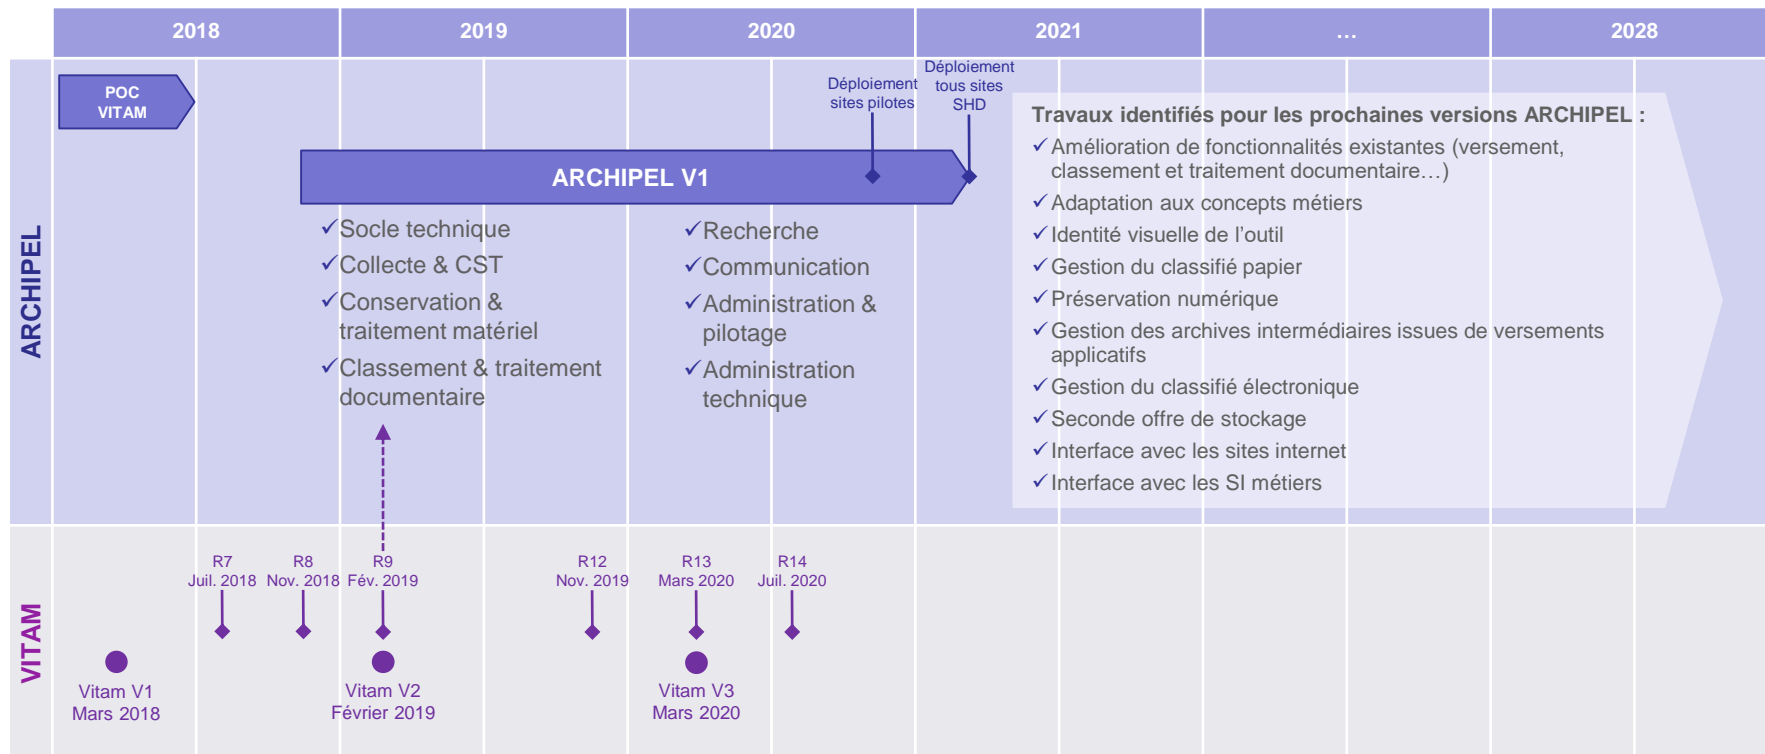 2018
2019
2020
2021
…
2028
ARCHIPEL
POC
VITAM
Déploiement
sites pilotes
Déploiement
tous sites
SHD
ARCHIPEL V1
✓Socle technique
✓Collecte & CST
✓Conservation &
traitement matériel
✓Classement & traitement
documentaire
✓Recherche
✓Communication
✓Administration &
pilotage
✓Administration
technique
Travaux identifiés pour les prochaines versions ARCHIPEL :
✓Amélioration de fonctionnalités existantes (versement,
classement et traitement documentaire…)
✓Adaptation aux concepts métiers
✓Identité visuelle de l’outil
✓Gestion du classifié papier
✓Préservation numérique
✓Gestion des archives intermédiaires issues de versements
applicatifs
✓Gestion du classifié électronique
✓Seconde offre de stockage
✓Interface avec les sites internet
✓Interface avec les SI métiers
VITAM
R7
Juil. 2018
R8
Nov. 2018
R9
Fév. 2019
R12
Nov. 2019
R13
Mars 2020
R14
Juil. 2020
Vitam V1
Mars 2018
Vitam V2
Février 2019
Vitam V3
Mars 2020